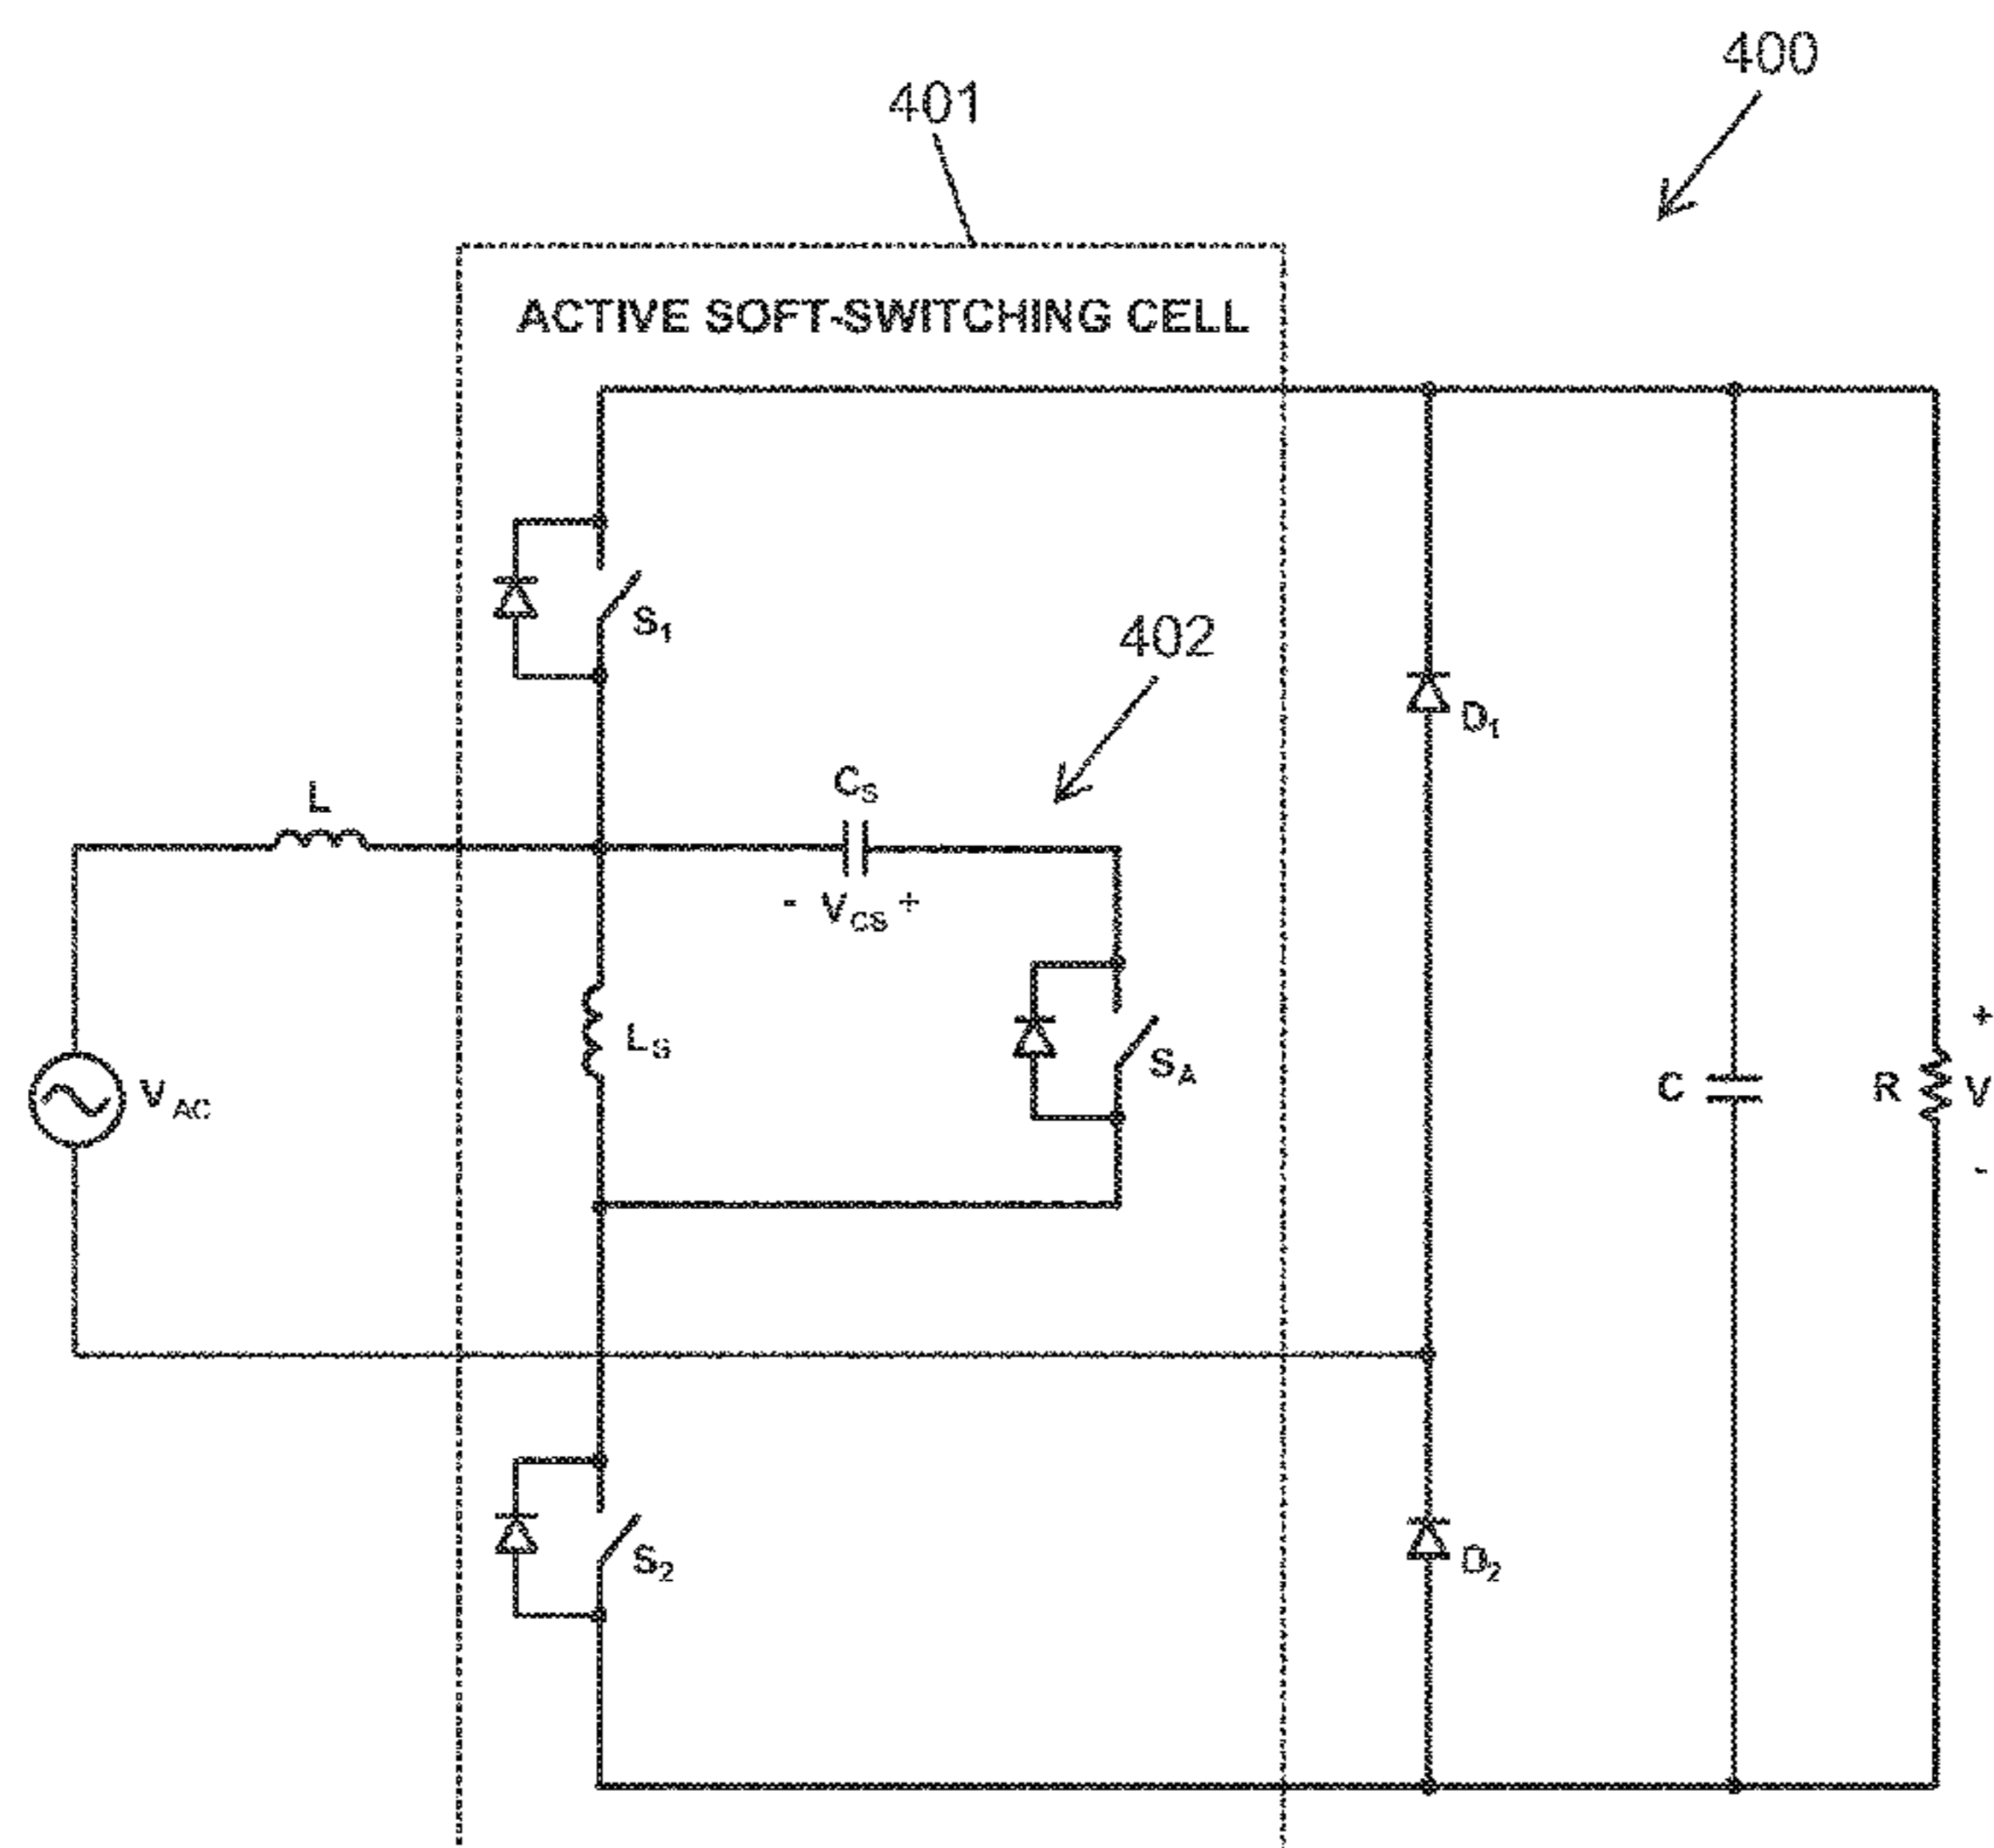 400
401
ACTIVE SOFT-SWITCHING CELL
S1
402
D1
L
CS
- VCS +
LS
SA
VAC
C
R
+
V
-
S2
D2